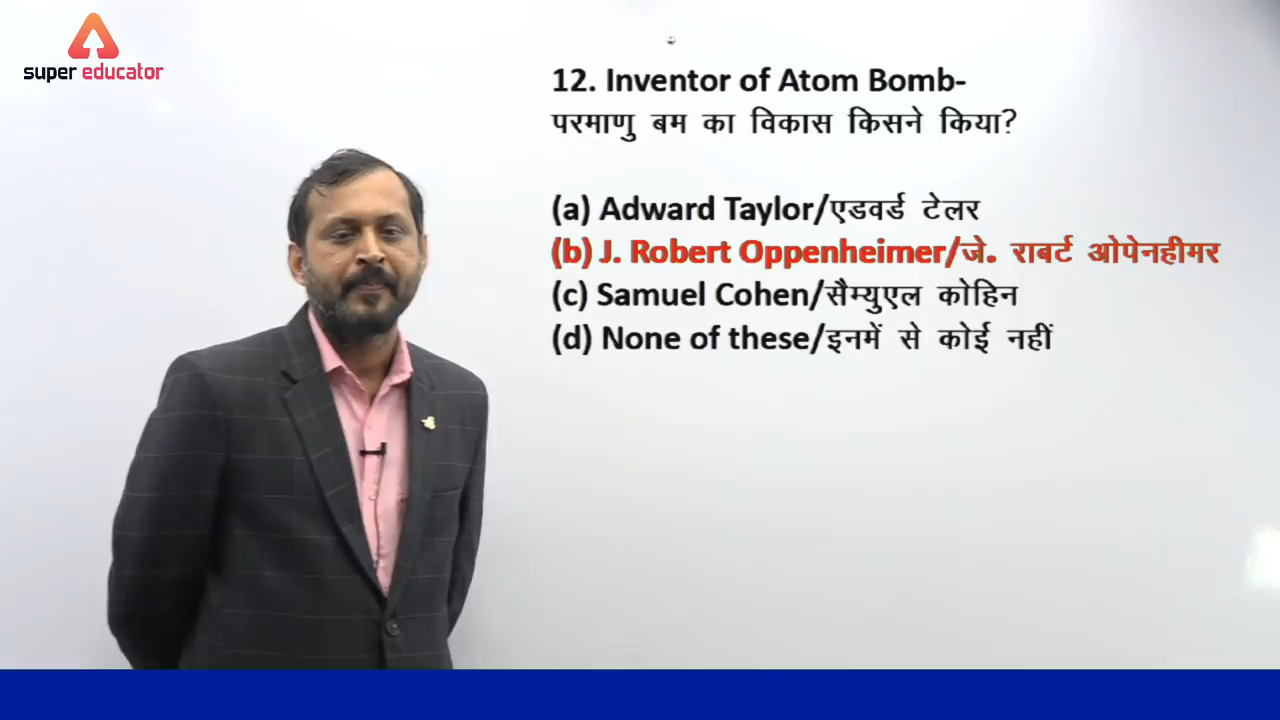 super educator
12. Inventor of Atom Bomb-
परमाणु बम का विकास किसने किया?
(a) Adward Taylor/एडवर्ड टेलर
(b) J. Robert Oppenheimer/जे. राबर्ट ओपेनहीमर
(c) Samuel Cohen/सैम्युएल कोहिन
(d) None of these/इनमें से कोई नहीं